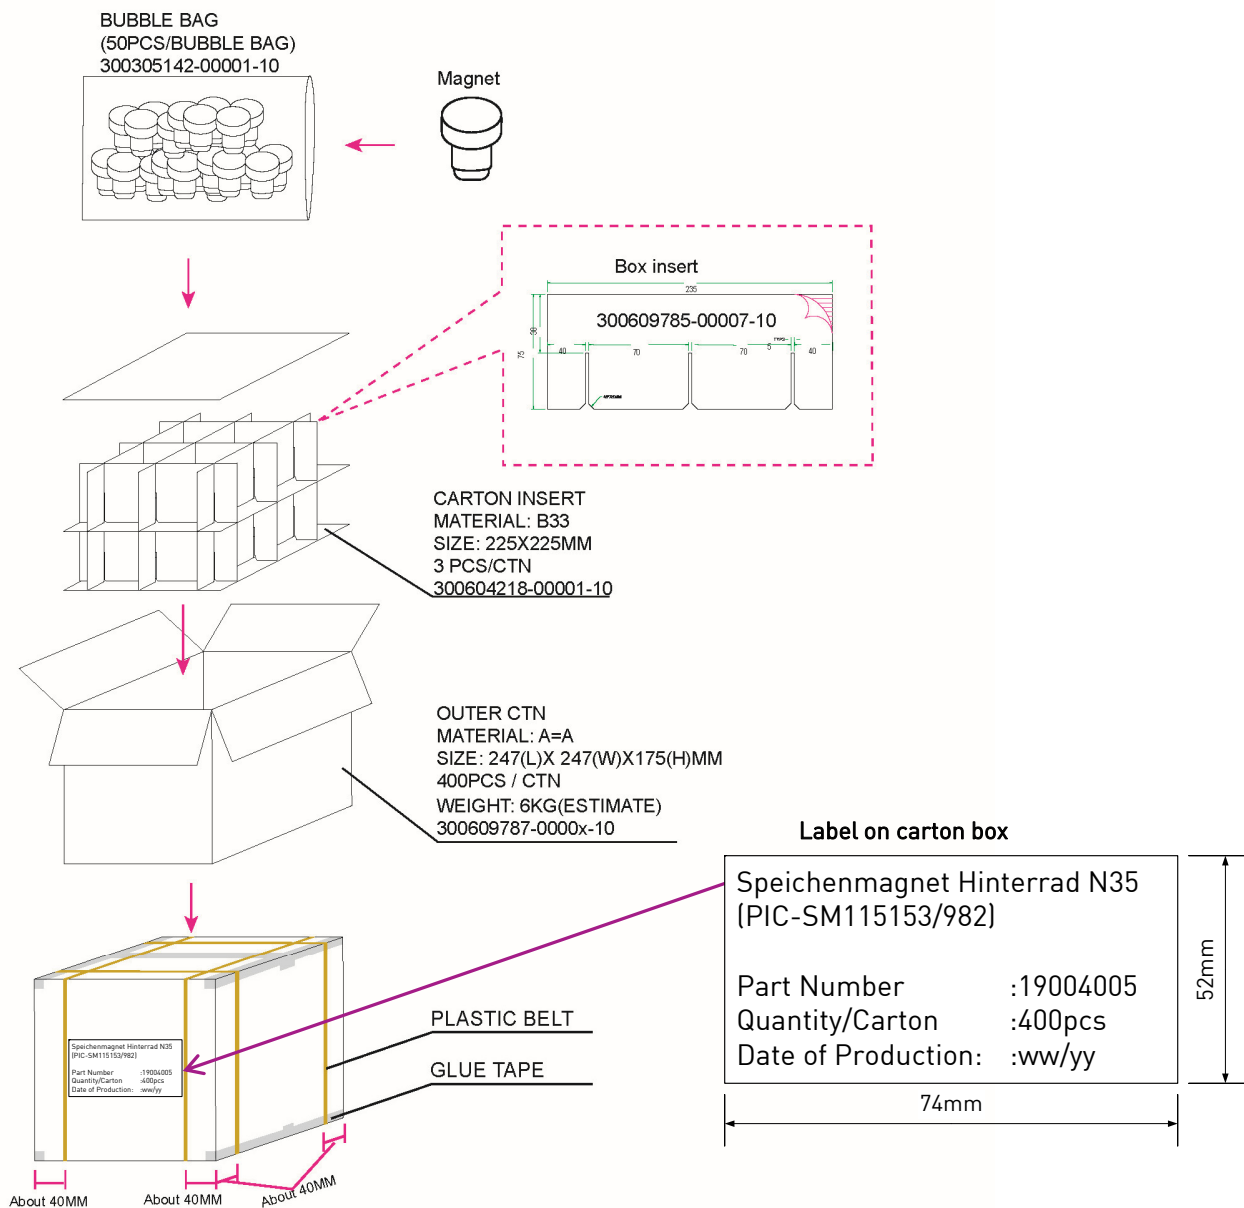 BUBBLE BAG
(50PCS/BUBBLE BAG)
300305142-00001-10
Magnet
Box insert
235
300609785-00007-10
38
75
40
70
70
5
40
CARTON INSERT
MATERIAL: B33
SIZE: 225X225MM
3 PCS/CTN
300604218-00001-10
OUTER CTN
MATERIAL: A=A
SIZE: 247(L)X 247(W)X175(H)MM
400PCS / CTN
WEIGHT: 6KG(ESTIMATE)
300609787-0000x-10
Label on carton box
Speichenmagnet Hinterrad N35
(PIC-SM115153/982)
Part Number :19004005
Quantity/Carton :400pcs
Date of Production: :ww/yy
52mm
74mm
PLASTIC BELT
GLUE TAPE
Speichenmagnet Hinterrad N35
(PIC-SM115153/982)
Part Number :19004005
Quantity/Carton :400pcs
Date of Production: :ww/yy
About 40MM
About 40MM
About 40MM